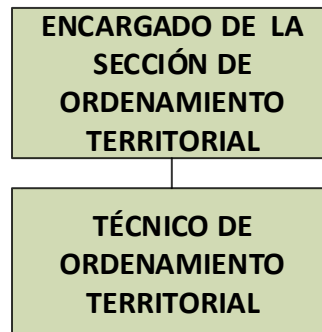 ENCARGADO DE LA
SECCIÓN DE
ORDENAMIENTO
TERRITORIAL
TÉCNICO DE
ORDENAMIENTO
TERRITORIAL